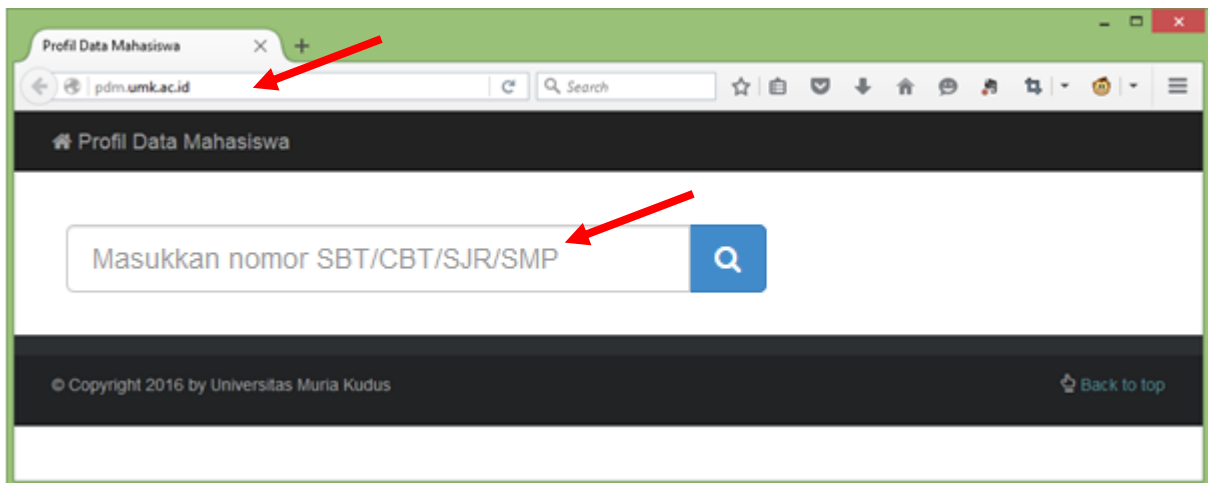 Profil Data Mahasiswa
pdm.umk.ac.id
Search
Profil Data Mahasiswa
Masukkan nomor SBT/CBT/SJR/SMP
© Copyright 2016 by Universitas Muria Kudus
Back to top